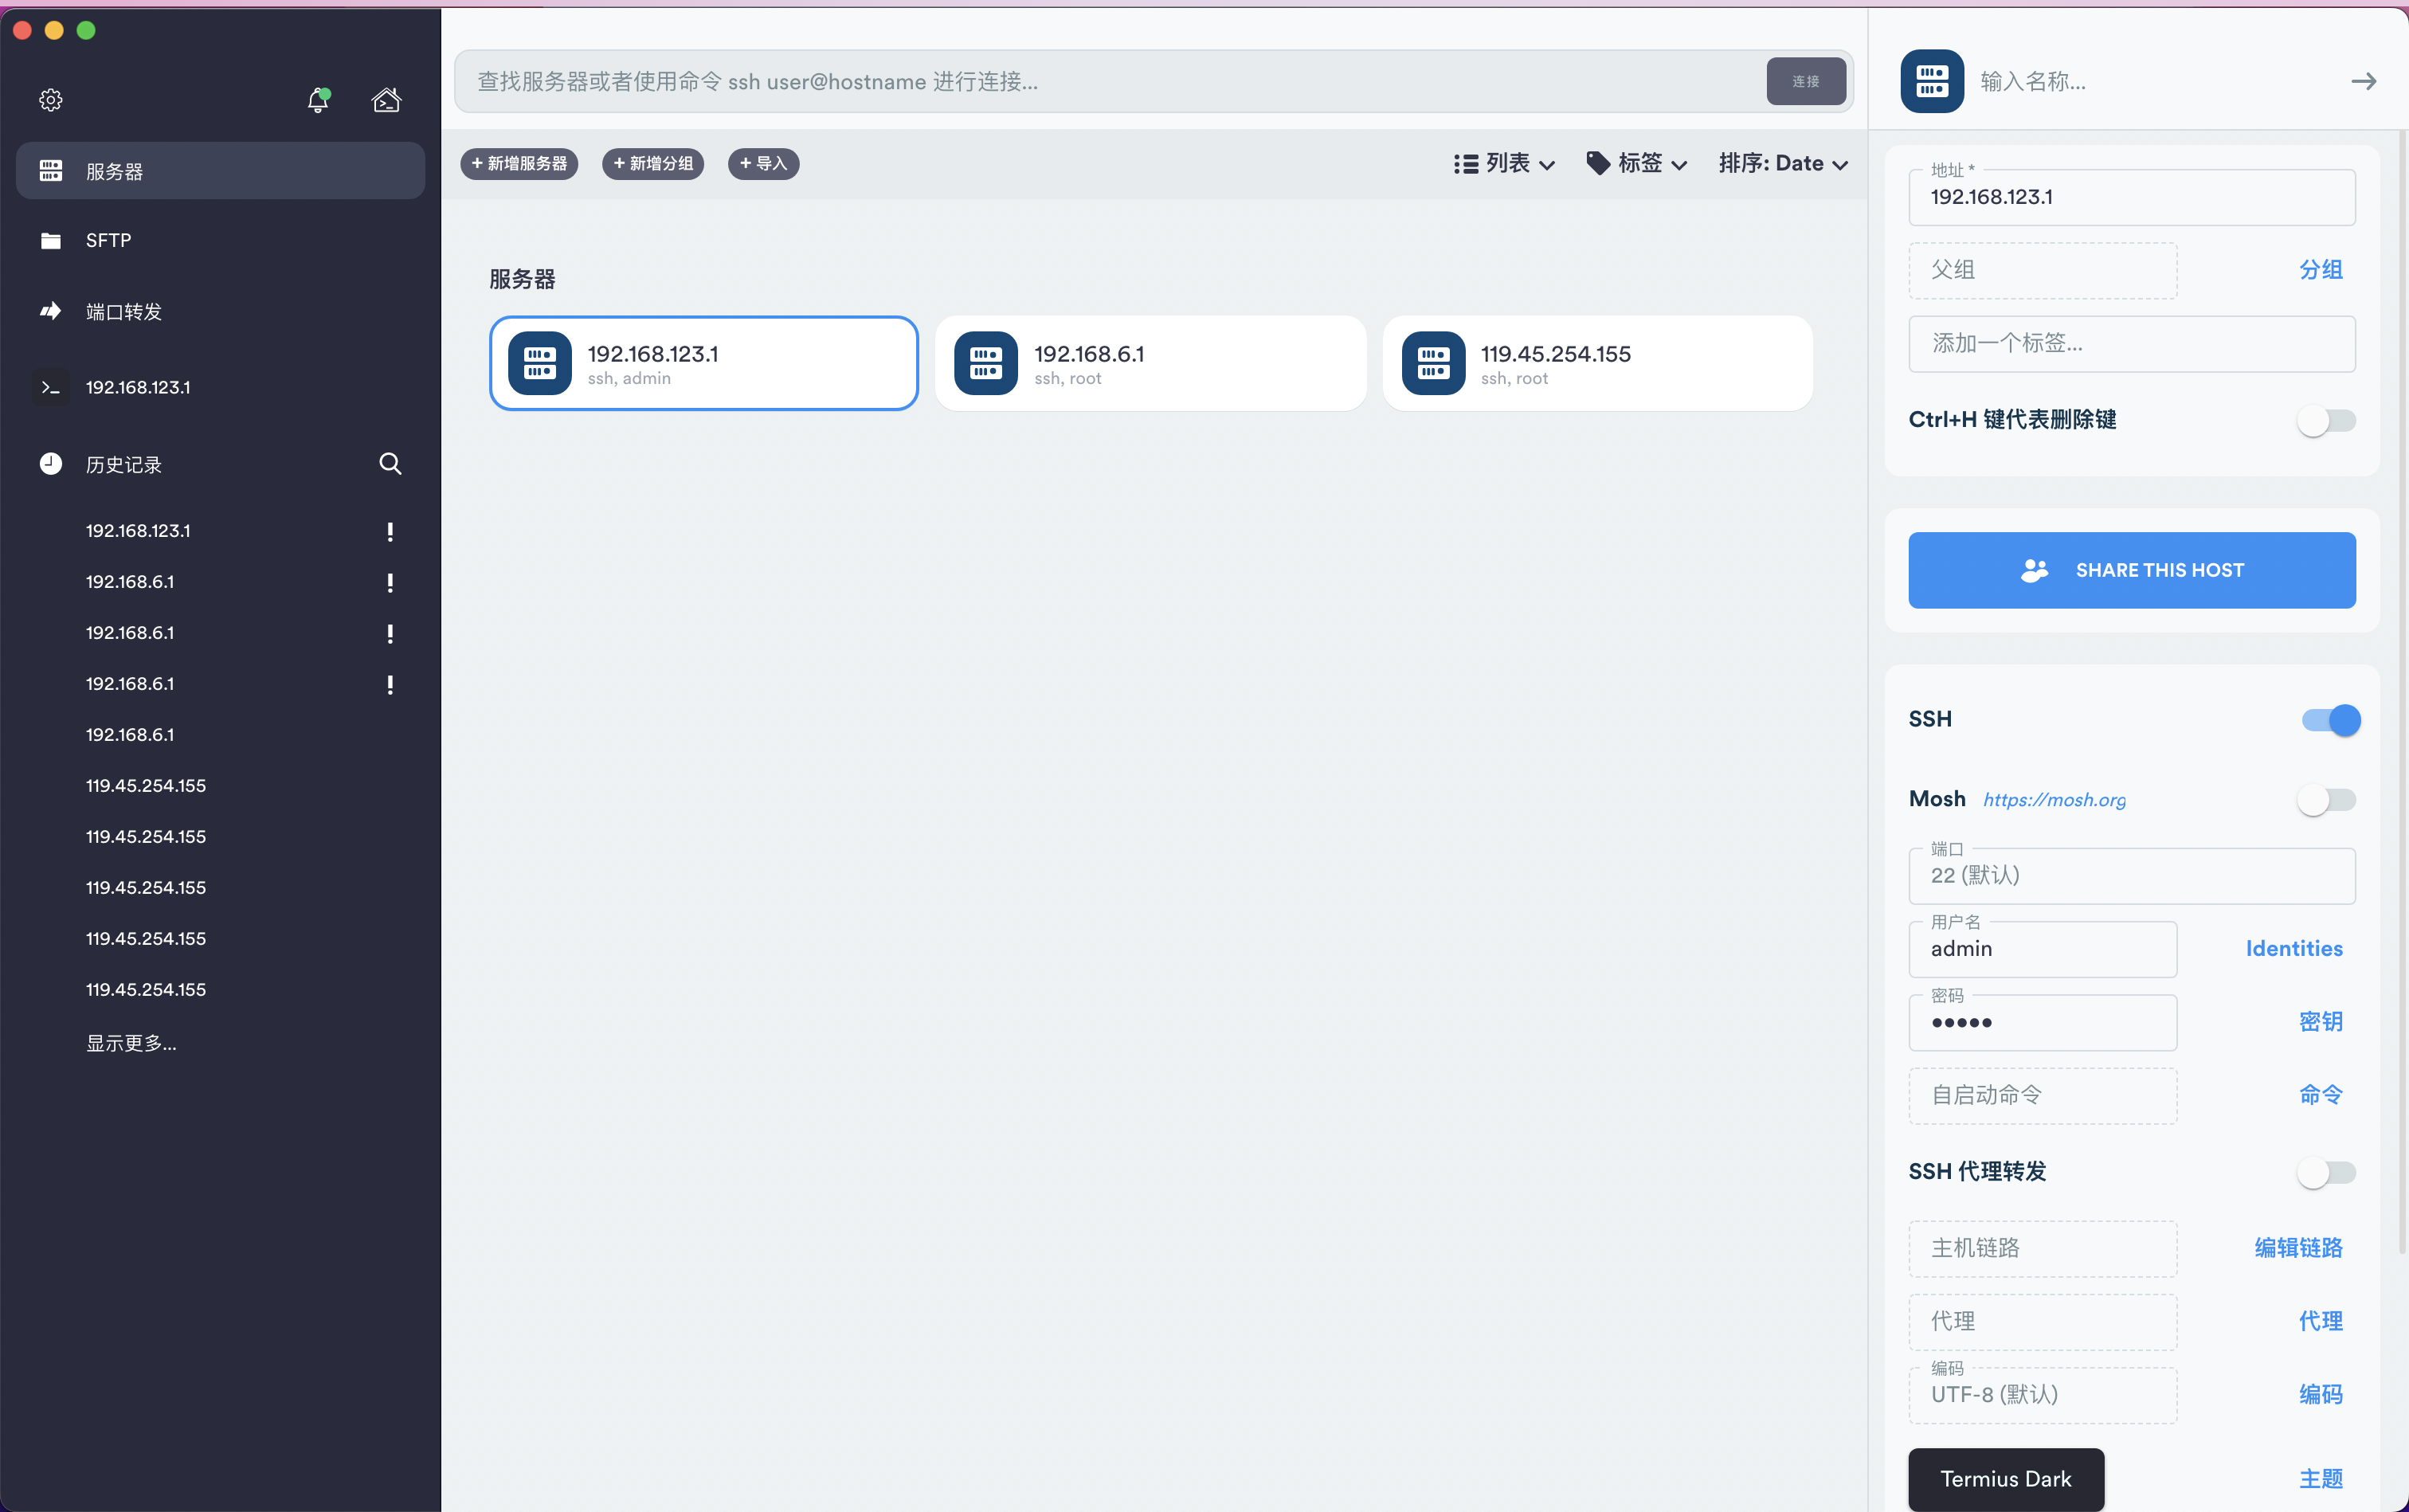 服务器
SFTP
端口转发
192.168.123.1
历史记录
192.168.123.1
192.168.6.1
192.168.6.1
192.168.6.1
192.168.6.1
119.45.254.155
119.45.254.155
119.45.254.155
119.45.254.155
119.45.254.155
显示更多...
查找服务器或者使用命令 ssh user@hostname 进行连接...
连接
+ 新增服务器
+ 新增分组
+ 导入
列表
标签
排序: Date
服务器
192.168.123.1
ssh, admin
192.168.6.1
ssh, root
119.45.254.155
ssh, root
输入名称...
地址 *
192.168.123.1
父组
分组
添加一个标签...
Ctrl+H 键代表删除键
SHARE THIS HOST
SSH
Mosh https://mosh.org
端口
22 (默认)
用户名
admin
Identities
密码
•••••
密钥
自启动命令
命令
SSH 代理转发
主机链路
编辑链路
代理
代理
编码
UTF-8 (默认)
编码
Termius Dark
主题